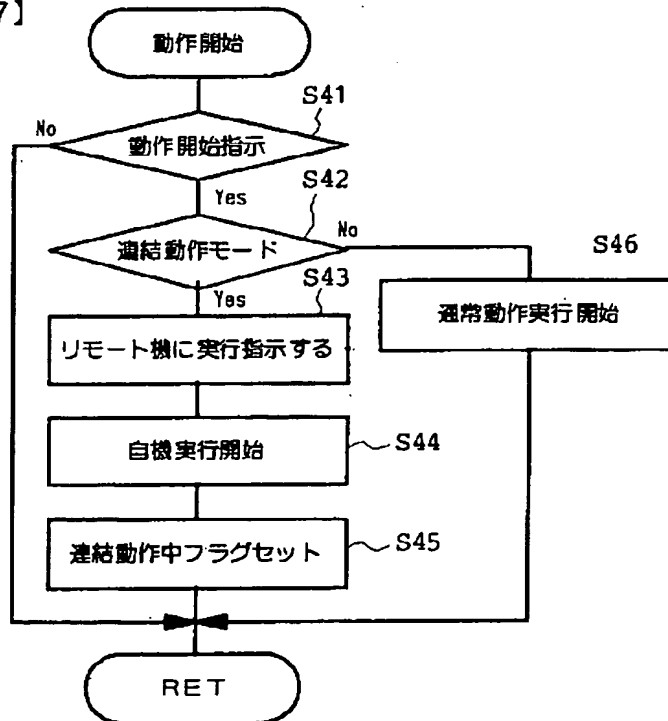 7】
動作開始
S41
No
動作開始指示
Yes
S42
連結動作モード
No
Yes
S43
S46
通常動作実行開始
リモート機に実行指示する
自機実行開始
S44
連結動作中フラグセット
S45
RET